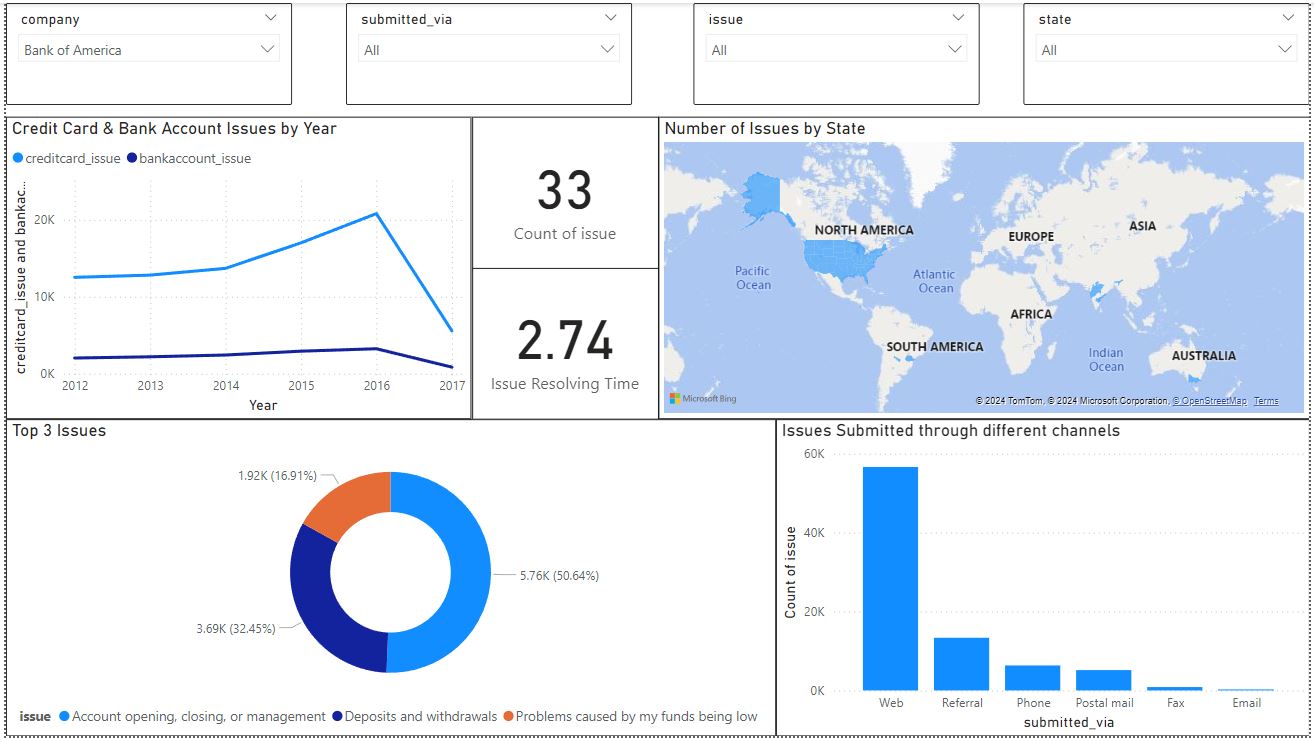 company
submitted_via
issue
state
Bank of America
All
All
All
Credit Card & Bank Account Issues by Year
creditcard_issue bankaccount_issue
creditcard_issue and bankac...
20K
10K
0K
2012 2013 2014 2015 2016 2017
Year
33
Count of issue
2.74
Issue Resolving Time
Number of Issues by State
NORTH AMERICA
EUROPE
ASIA
Pacific
Ocean
Atlantic
Ocean
AFRICA
SOUTH AMERICA
Indian
Ocean
AUSTRALIA
Microsoft Bing
© 2024 TomTom, © 2024 Microsoft Corporation, © OpenStreetMap Terms
Top 3 Issues
1.92K (16.91%)
5.76K (50.64%)
3.69K (32.45%)
issue Account opening, closing, or management Deposits and withdrawals Problems caused by my funds being low
Issues Submitted through different channels
Count of issue
60K
40K
20K
0K
Web Referral Phone Postal mail Fax Email
submitted_via